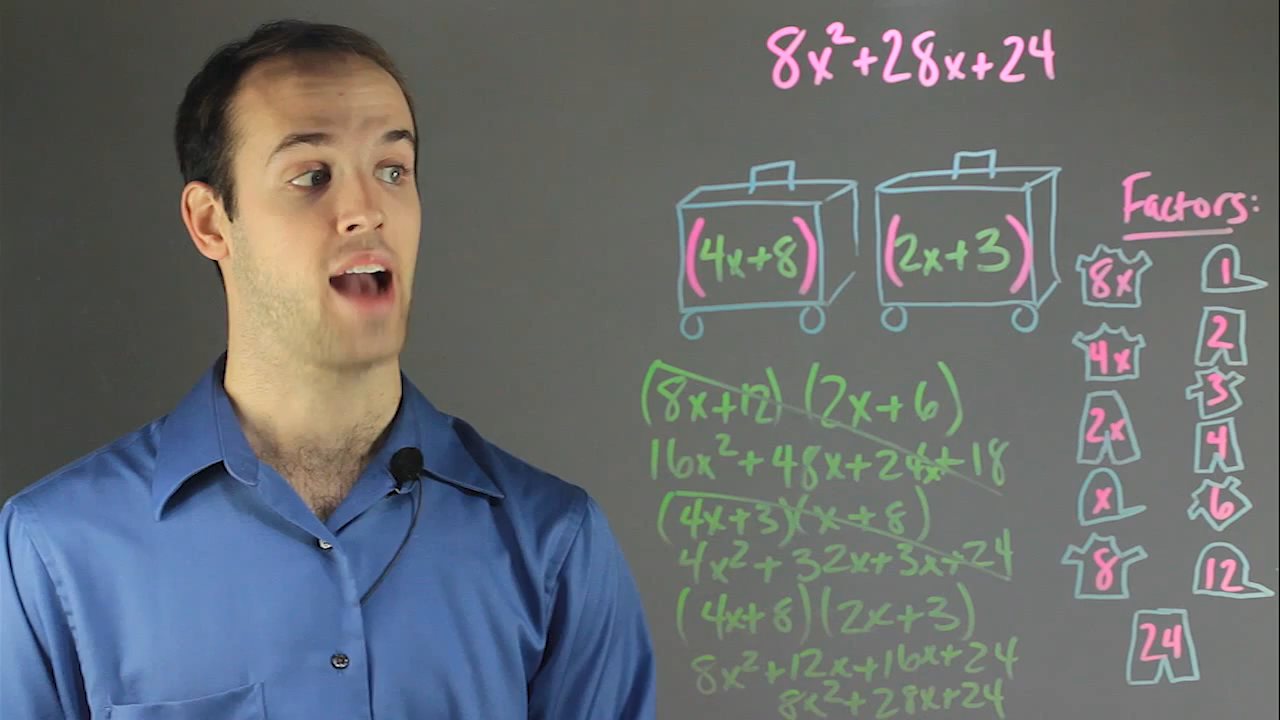 8x²+28x+24
(4x+8) (2x+3)
Factors:
8x 1
4x 2
2x 3
x 4
8 6
12
24
(8x+12) (2x+6)
16x²+48x+24x+18
(4x+3)(x+8)
4x²+32x+3x+24
(4x+8)(2x+3)
8x²+12x+16x+24
8x²+28x+24